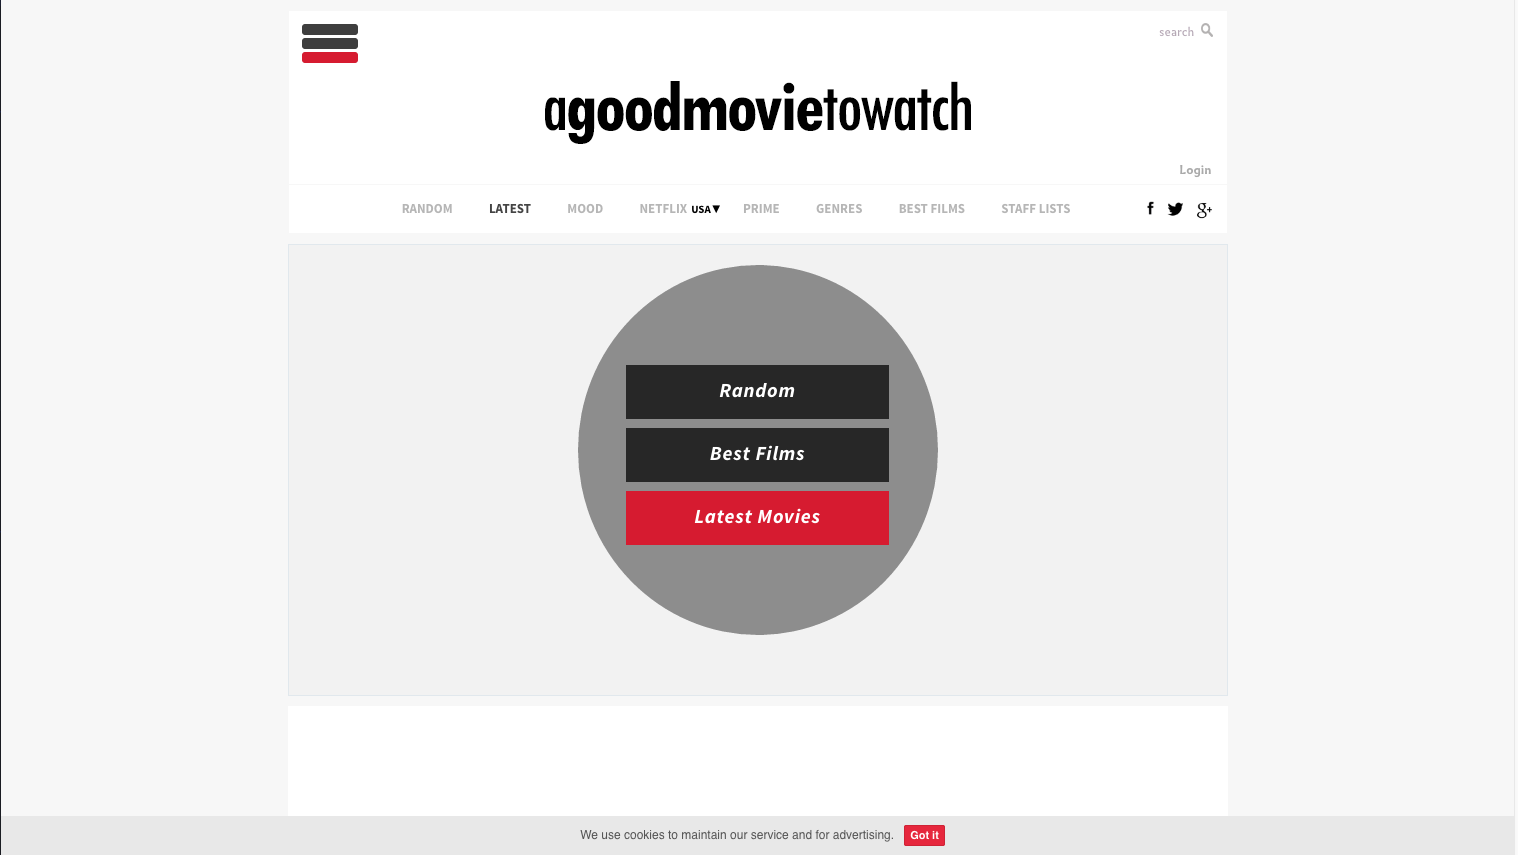 search
agoodmovietowatch
Login
RANDOM LATEST MOOD NETFLIX USA▼ PRIME GENRES BEST FILMS STAFF LISTS f g+
Random
Best Films
Latest Movies
We use cookies to maintain our service and for advertising. Got it